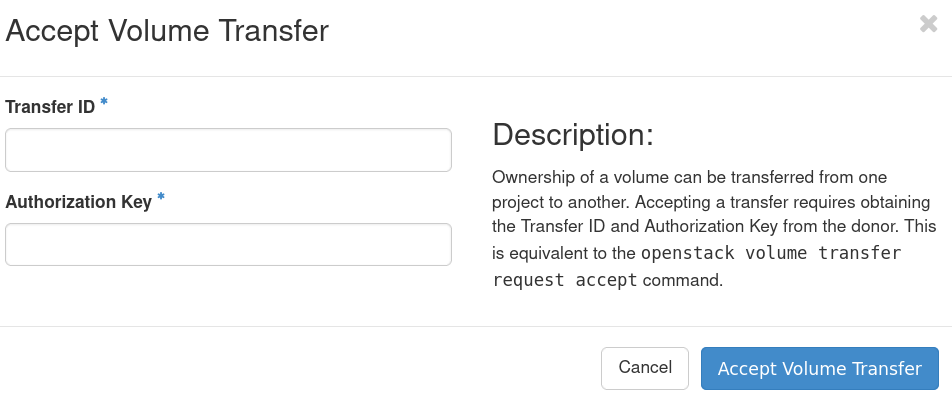 Accept Volume Transfer
Transfer ID *
Authorization Key *
Description:
Ownership of a volume can be transferred from one
project to another. Accepting a transfer requires obtaining
the Transfer ID and Authorization Key from the donor. This
is equivalent to the openstack volume transfer
request accept command.
Cancel
Accept Volume Transfer